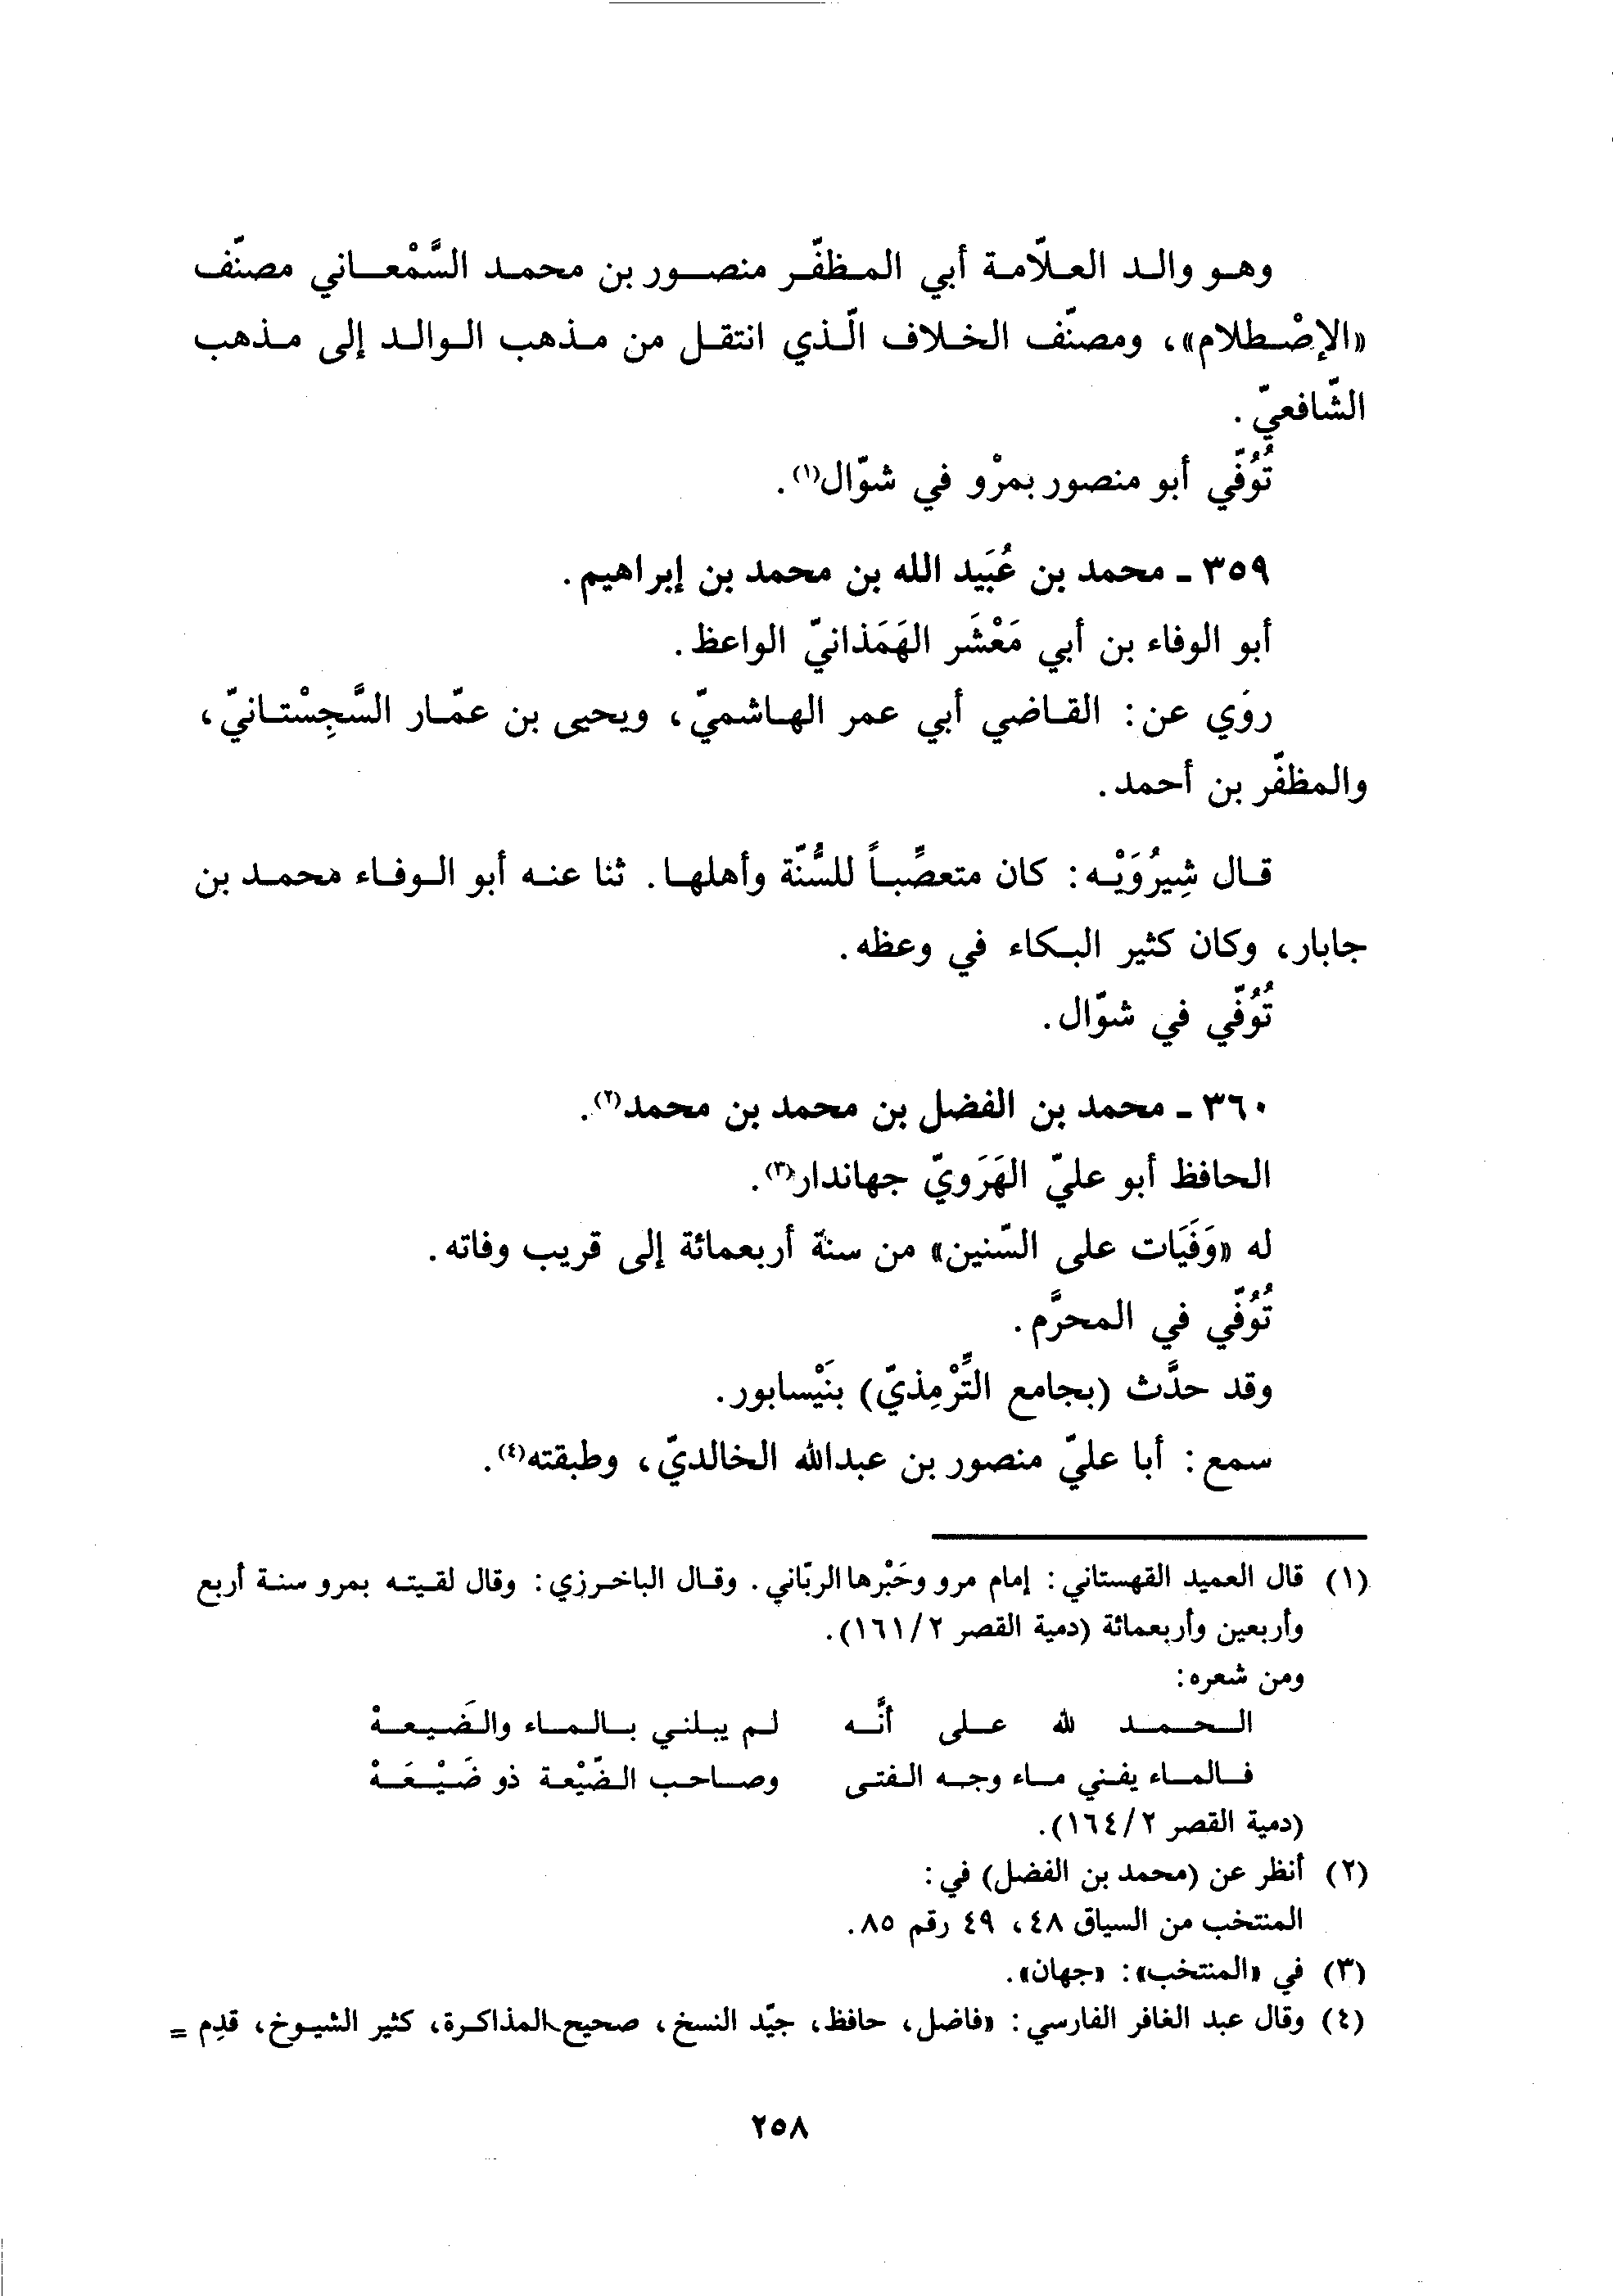 وهو والد العلّامة أبي المظفّر منصور بن محمد السَّمْعاني مصنّف
«الإصْطلام»، ومصنّف الخلاف الّذي انتقل من مذهب الوالد إلى مذهب
الشّافعيّ.
تُوُفّي أبو منصور بمرْو في شوّال(١).
٣٥٩ ـ محمد بن عُبَيد الله بن محمد بن إبراهيم.
أبو الوفاء بن أبي مَعْشَر الهَمَذانيّ الواعظ.
روَى عن: القاضي أبي عمر الهاشميّ، ويحيى بن عمّار السَّجِسْتانيّ،
والمظفّر بن أحمد.
قال شِيرُوَيْه: كان متعصِّباً للسُّنّة وأهلها. ثنا عنه أبو الوفاء محمد بن
جابار، وكان كثير البكاء في وعظه.
تُوُفّي في شوّال.
٣٦٠ ـ محمد بن الفضل بن محمد بن محمد(٢).
الحافظ أبو عليّ الهَرَويّ جهاندار(٣).
له «وَفَيَات على السّنين» من سنة أربعمائة إلى قريب وفاته.
تُوُفّي في المحرَّم.
وقد حدَّث (بجامع التِّرْمِذيّ) بنَيْسابور.
سمع: أبا عليّ منصور بن عبدالله الخالديّ، وطبقته(٤).
(١) قال العميد القهستاني: إمام مرو وحَبْرها الربّاني. وقال الباخرزي: وقال لقيته بمرو سنة أربع
وأربعين وأربعمائة (دمية القصر ١٦١/٢).
ومن شعره:
الحمد لله على أنَّه لم يبلني بالماء والضَيعهْ
فالماء يفني ماء وجه الفتى وصاحب الضّيْعة ذو ضَيْعَهْ
(دمية القصر ١٦٤/٢).
(٢) أنظر عن (محمد بن الفضل) في:
المنتخب من السياق ٤٨، ٤٩ رقم ٨٥.
(٣) في «المنتخب»: «جهان».
(٤) وقال عبد الغافر الفارسي: «فاضل، حافظ، جيّد النسخ، صحيح المذاكرة، كثير الشيوخ، قدِم =
٢٥٨